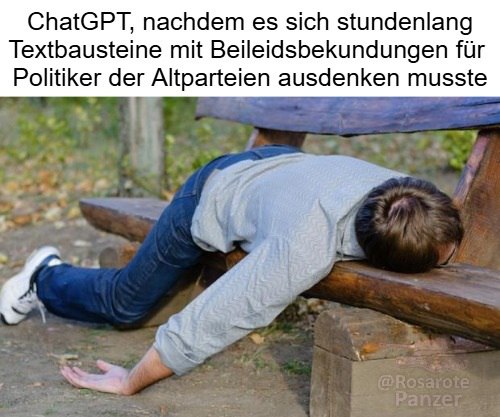 ChatGPT, nachdem es sich stundenlang
Textbausteine mit Beileidsbekundungen für
Politiker der Altparteien ausdenken musste
@Rosarote
Panzer